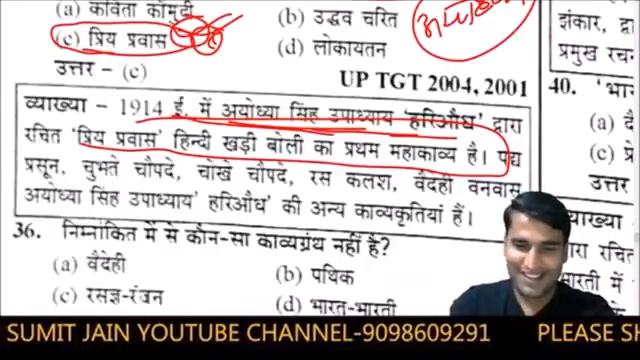 (a) कविता कौमुदी
(b) उद्धव चरित
(c) प्रिय प्रवास
(d) लोकायतन
उत्तर – (c)
UP TGT 2004, 2001
व्याख्या – 1914 ई. में अयोध्या सिंह उपाध्याय 'हरिऔध' द्वारा
रचित 'प्रिय प्रवास' हिन्दी खड़ी बोली का प्रथम महाकाव्य है। पद्य
प्रसून, चुभते चौपदे, चोखे चौपदे, रस कलश, वैदेही वनवास
अयोध्या सिंह उपाध्याय' हरिऔध" की अन्य काव्यकृतियां हैं।
36. निम्नांकित में से कौन-सा काव्यग्रंथ नहीं है?
(a) वैदेही
(b) पथिक
(c) रसज्ञ-रंजन
(d) भारत-भारती
झंकार, द्वा
प्रमुख रच
40. 'भा
(a) दै
(c) प्रे
उत्तर
व्याख्या
द्वारा रचि
भारती में
SUMIT JAIN YOUTUBE CHANNEL-9098609291 PLEASE SH